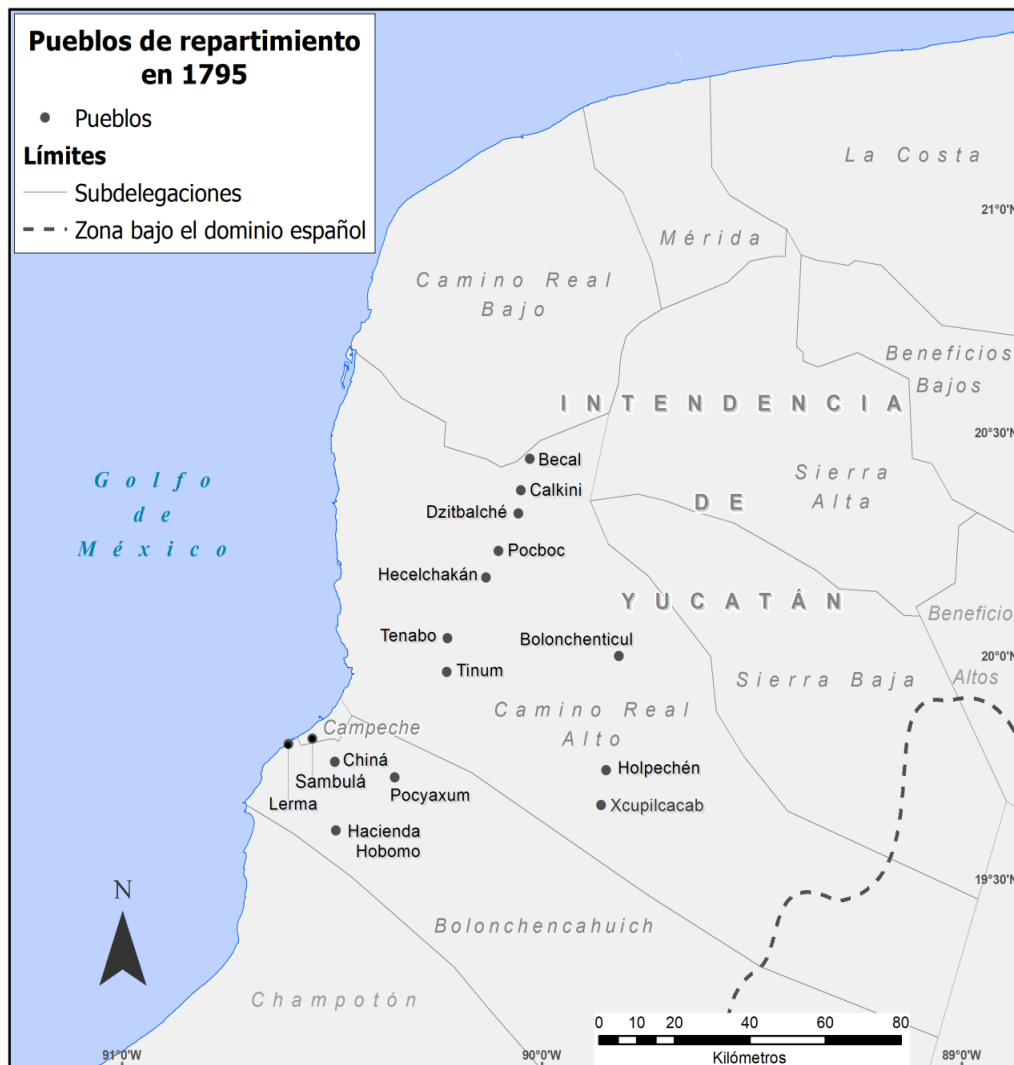 Pueblos de repartimiento
en 1795
Pueblos
Límites
Subdelegaciones
Zona bajo el dominio español
La Costa
21°0'N
Mérida
Camino Real
Bajo
Beneficios
Bajos
INTENDENCIA
20°30'N
Becal
Golfo
de
México
Calkini
Sierra
Alta
DE
Dzitbalché
Pocboc
Hecelchakán
YUCATÁN
Beneficio
Tenabo
Bolonchenticul
20°0'N
Tinum
Sierra Baja
Altos
Camino Real
Alto
Campeche
Chiná
Holpechén
Sambulá
Pocyaxum
Lerma
Xcupilcacab
Hacienda
Hobomo
19°30'N
N
Bolonchencahuich
Champotón
0 10 20 40 60 80
Kilómetros
91°0'W
90°0'W
89°0'W